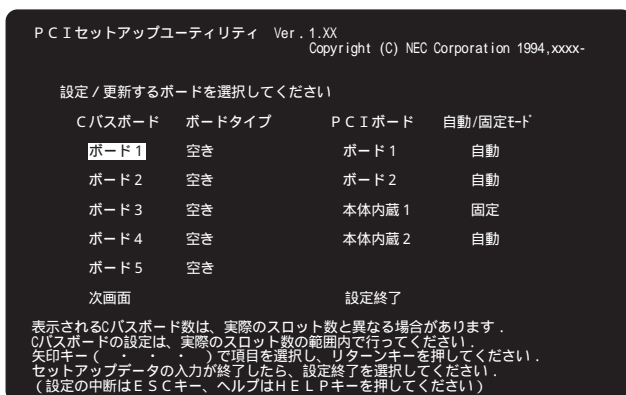 ＰＣＩセットアップユーティリティ Ver．1.XX
Copyright (C) NEC Corporation 1994,xxxx-
設定／更新するボードを選択してください
Ｃバスボード ボードタイプ ＰＣＩボード 自動/固定ﾓｰﾄﾞ
ボード１ 空き ボード１ 自動
ボード２ 空き ボード２ 自動
ボード３ 空き 本体内蔵１ 固定
ボード４ 空き 本体内蔵２ 自動
ボード５ 空き
次画面 設定終了
表示されるCバスボード数は、実際のスロット数と異なる場合があります．
Cバスボードの設定は、実際のスロット数の範囲内で行ってください．
矢印キー（ ・ ・ ・ ）で項目を選択し、リターンキーを押してください．
セットアップデータの入力が終了したら、設定終了を選択してください．
（設定の中断はＥＳＣキー、ヘルプはＨＥＬＰキーを押してください）